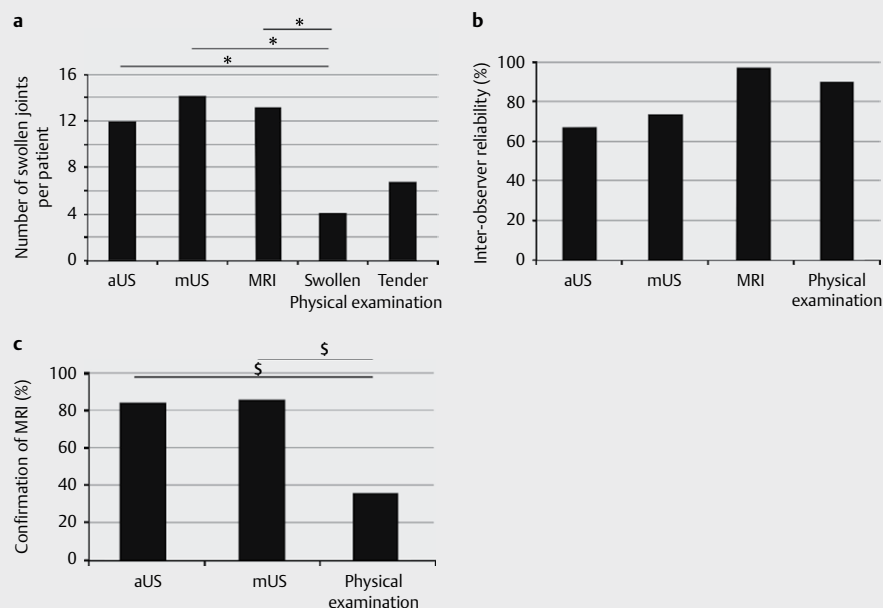 a
*
*
*
Number of swollen joints
per patient
16
12
8
4
0
aUS mUS MRI Swollen Tender
Physical examination
b
Inter-observer reliability (%)
100
80
60
40
20
0
aUS mUS MRI Physical
examination
c
$
$
Confirmation of MRI (%)
100
80
60
40
20
0
aUS mUS Physical
examination